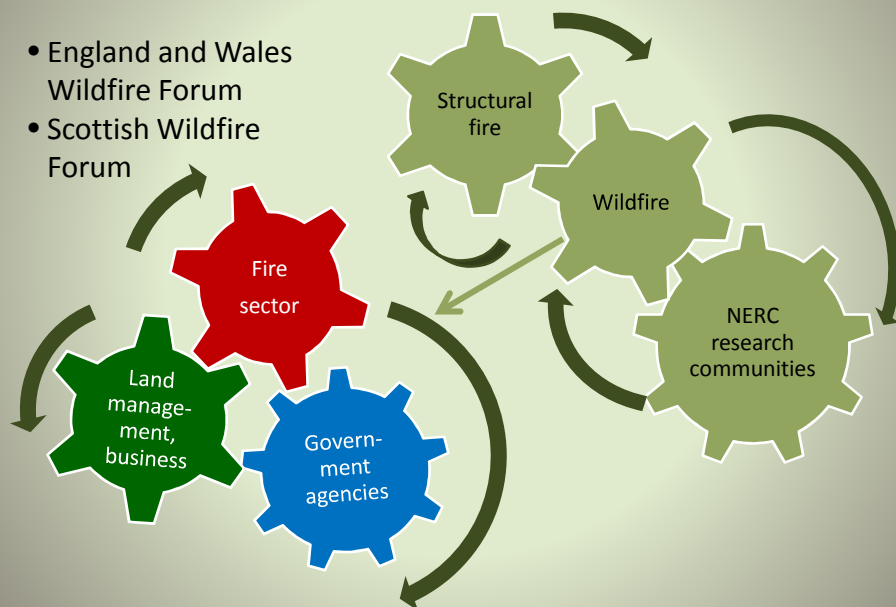 • England and Wales
Wildfire Forum
• Scottish Wildfire
Forum
Structural
fire
Wildfire
NERC
research
communities
Fire
sector
Land
manage-
ment,
business
Govern-
ment
agencies